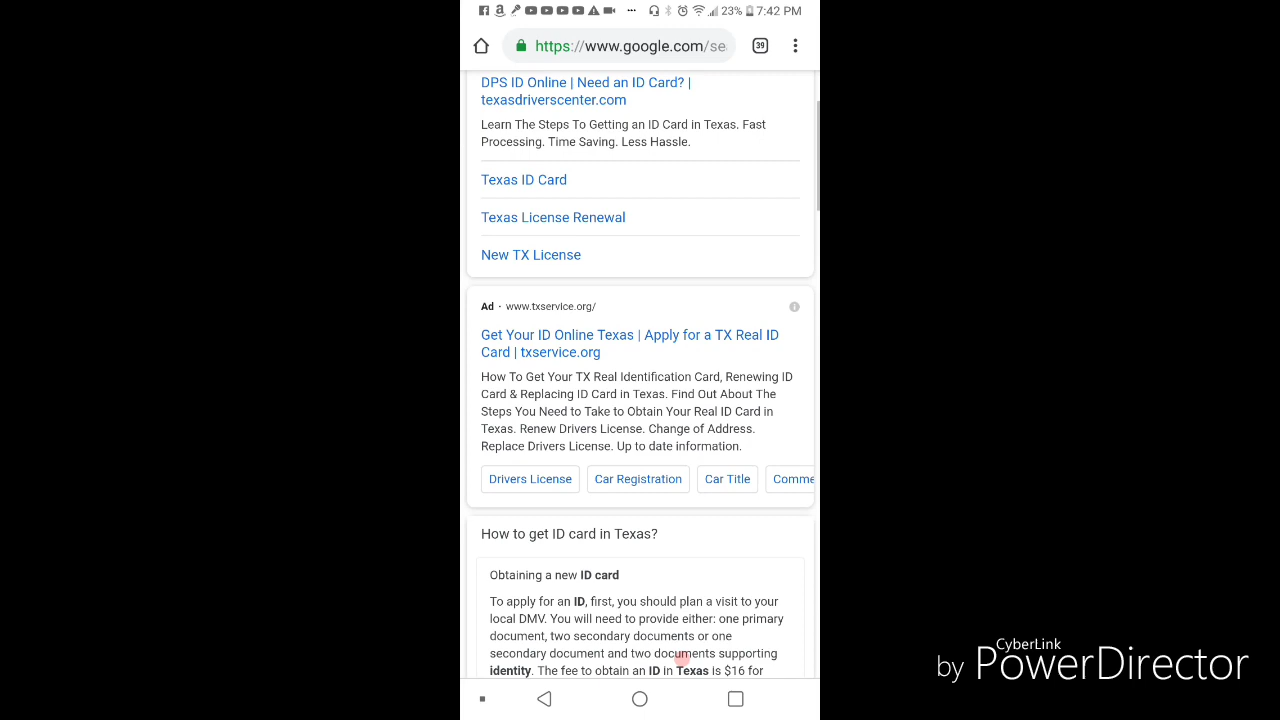 23% 7:42 PM
https://www.google.com/se
39
DPS ID Online | Need an ID Card? |
texasdriverscenter.com
Learn The Steps To Getting an ID Card in Texas. Fast
Processing. Time Saving. Less Hassle.
Texas ID Card
Texas License Renewal
New TX License
Ad · www.txservice.org/
Get Your ID Online Texas | Apply for a TX Real ID
Card | txservice.org
How To Get Your TX Real Identification Card, Renewing ID
Card & Replacing ID Card in Texas. Find Out About The
Steps You Need to Take to Obtain Your Real ID Card in
Texas. Renew Drivers License. Change of Address.
Replace Drivers License. Up to date information.
Drivers License Car Registration Car Title Comme
How to get ID card in Texas?
Obtaining a new ID card
To apply for an ID, first, you should plan a visit to your
local DMV. You will need to provide either: one primary
document, two secondary documents or one
secondary document and two documents supporting
identity. The fee to obtain an ID in Texas is $16 for
CyberLink
by PowerDirector